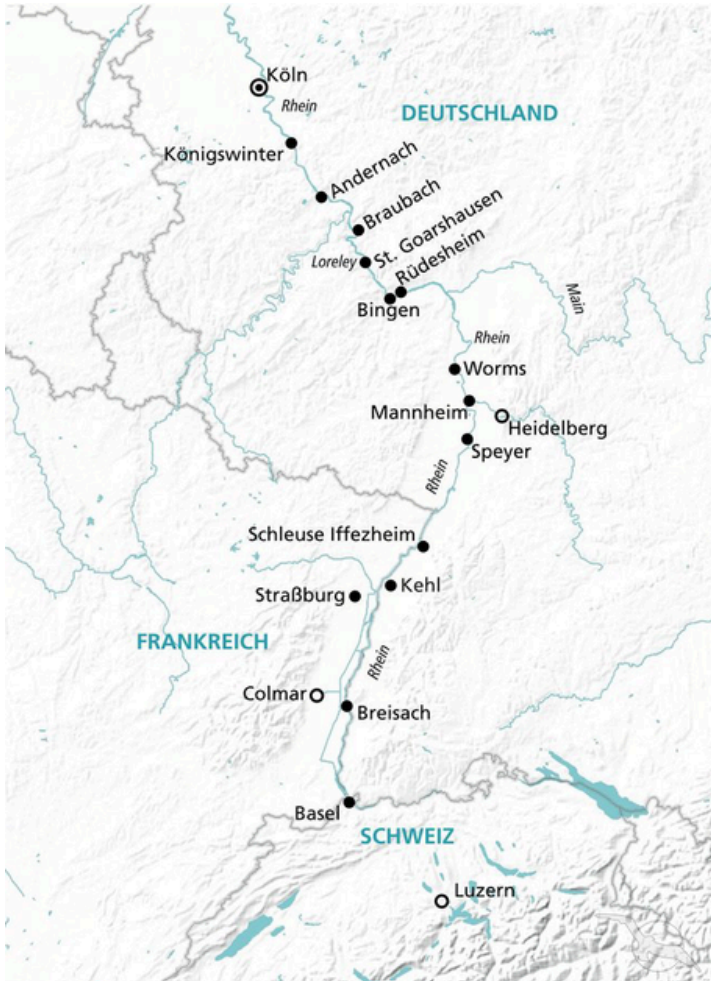 Köln
Rhein
DEUTSCHLAND
Königswinter
Andernach
Braubach
St. Goarshausen
Loreley
Rüdesheim
Bingen
Main
Rhein
Worms
Mannheim
Heidelberg
Speyer
Rhein
Schleuse Iffezheim
Kehl
Straßburg
FRANKREICH
Rhein
Colmar
Breisach
Basel
SCHWEIZ
Luzern